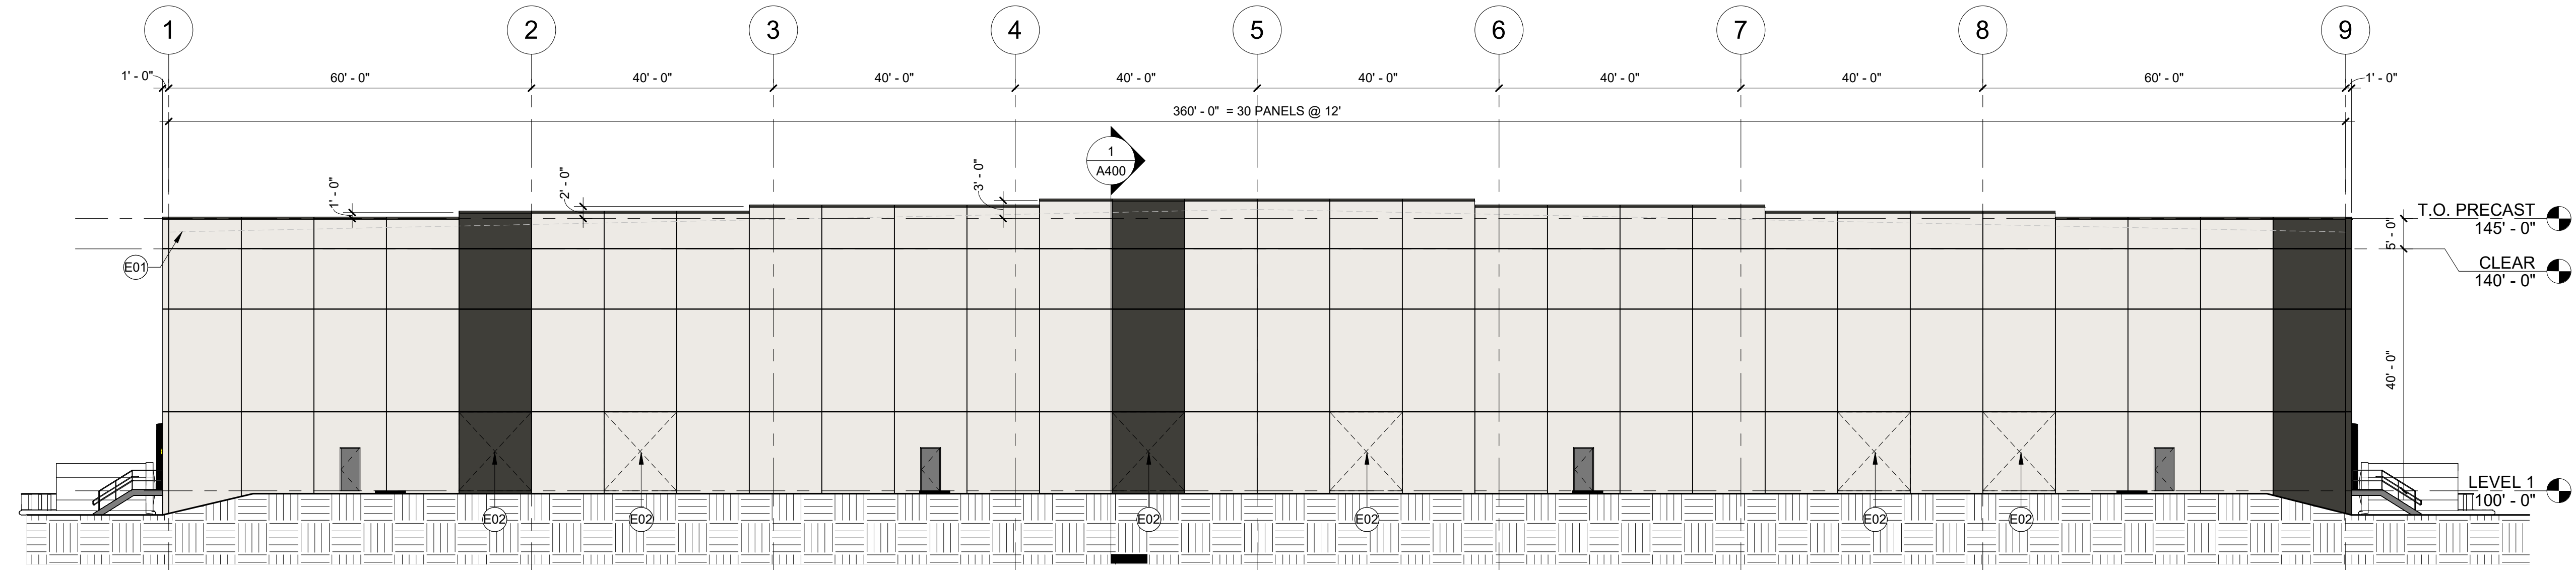 1 2 3 4 5 6 7 8 9
1' - 0" 60' - 0" 40' - 0" 40' - 0" 40' - 0" 40' - 0" 40' - 0" 40' - 0" 60' - 0" 1' - 0"
360' - 0" = 30 PANELS @ 12'
1
A400
1' - 0"
2' - 0"
3' - 0"
T.O. PRECAST
145' - 0"
5' - 0"
E01
CLEAR
140' - 0"
40' - 0"
LEVEL 1
100' - 0"
E02 E02 E02 E02 E02 E02